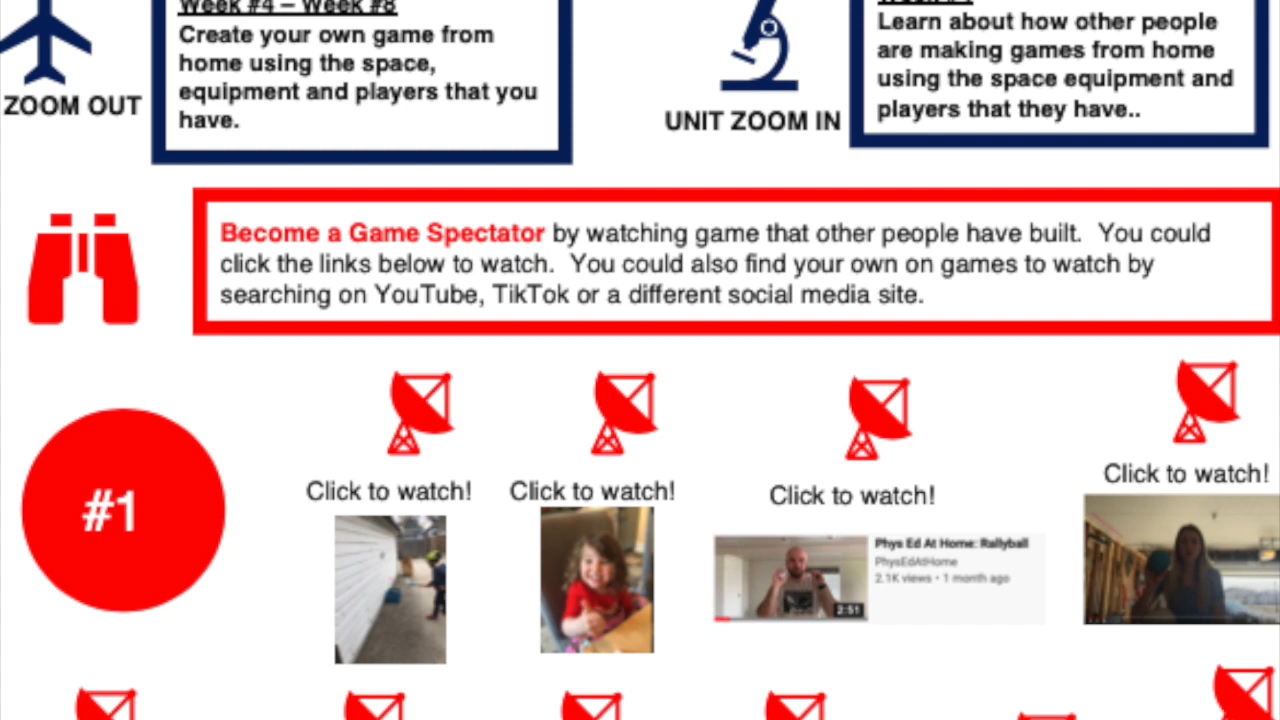 Week #4 – Week #8
Create your own game from
home using the space,
equipment and players that you
have.
ZOOM OUT
Learn about how other people
are making games from home
using the space equipment and
players that they have..
UNIT ZOOM IN
Become a Game Spectator by watching game that other people have built.  You could
click the links below to watch.  You could also find your own on games to watch by
searching on YouTube, TikTok or a different social media site.
#1
Click to watch!
Click to watch!
Click to watch!
Click to watch!
Phys Ed At Home: Rallyball
PhysEdAtHome
2.1K views • 1 month ago
2:51